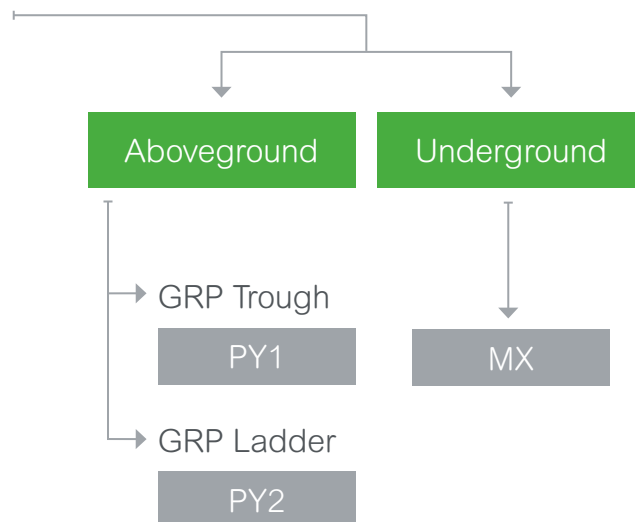 Aboveground
Underground
GRP Trough
PY1
MX
GRP Ladder
PY2